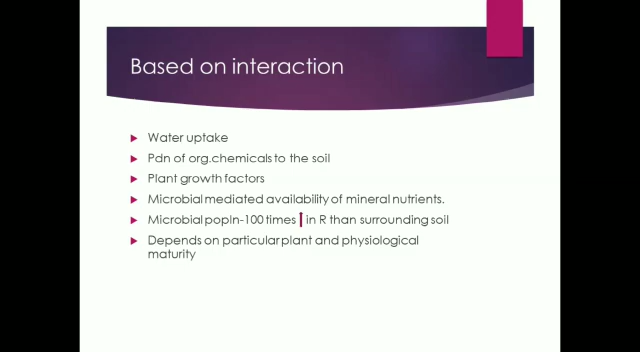 Based on interaction
Water uptake
Pdn of org.chemicals to the soil
Plant growth factors
Microbial mediated availability of mineral nutrients.
Microbial popln-100 times ↑ in R than surrounding soil
Depends on particular plant and physiological
maturity